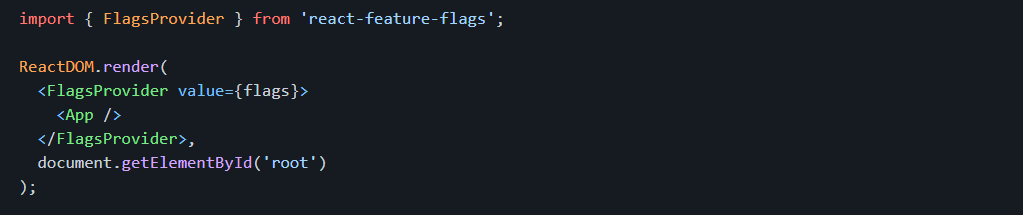 import { FlagsProvider } from 'react-feature-flags';
ReactDOM.render(
<FlagsProvider value={flags}>
<App />
</FlagsProvider>,
document.getElementById('root')
);